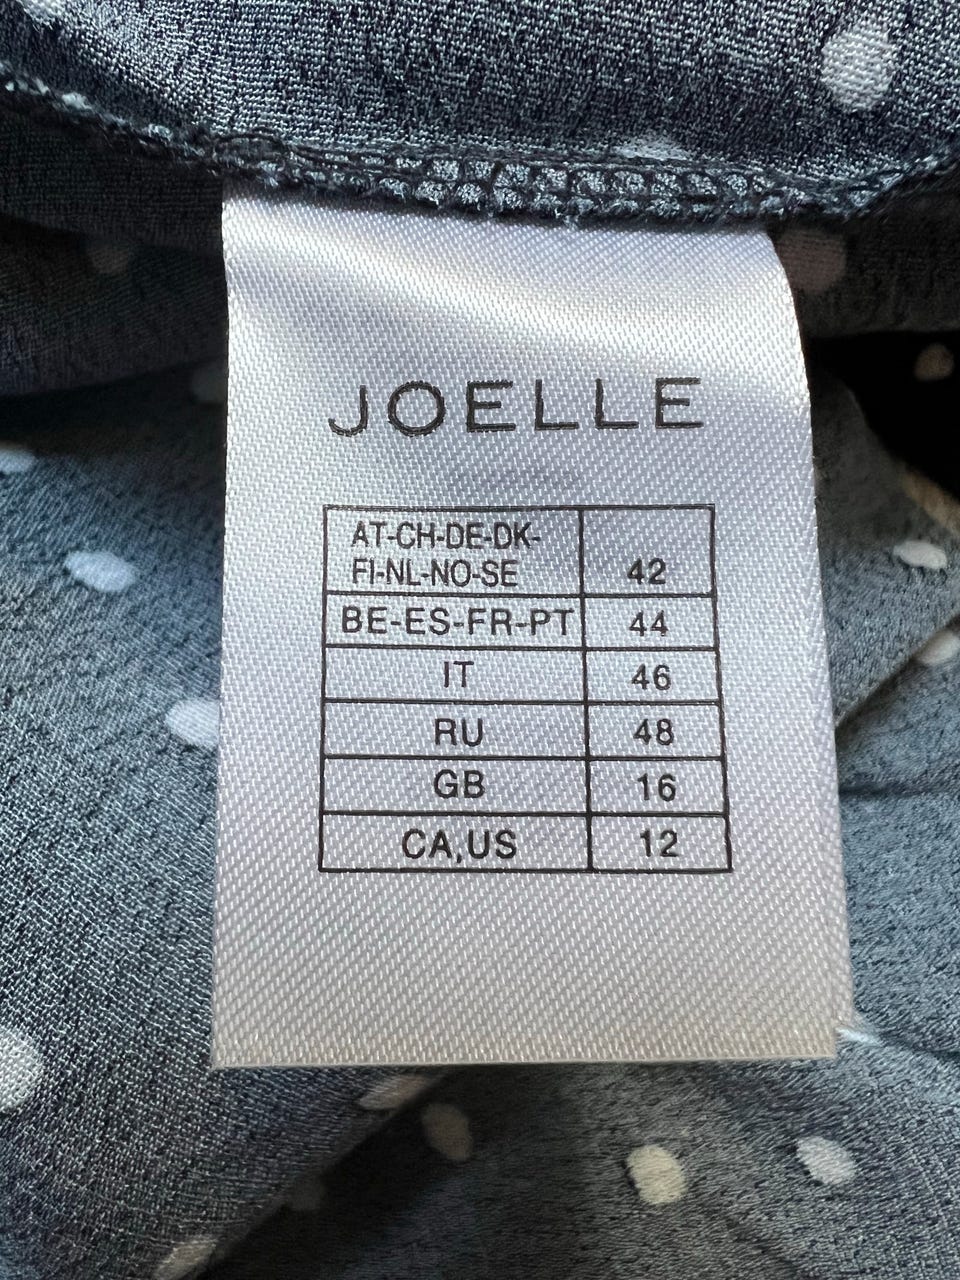 JOELLE
AT-CH-DE-DK-
FI-NL-NO-SE 42
BE-ES-FR-PT 44
IT 46
RU 48
GB 16
CA,US 12